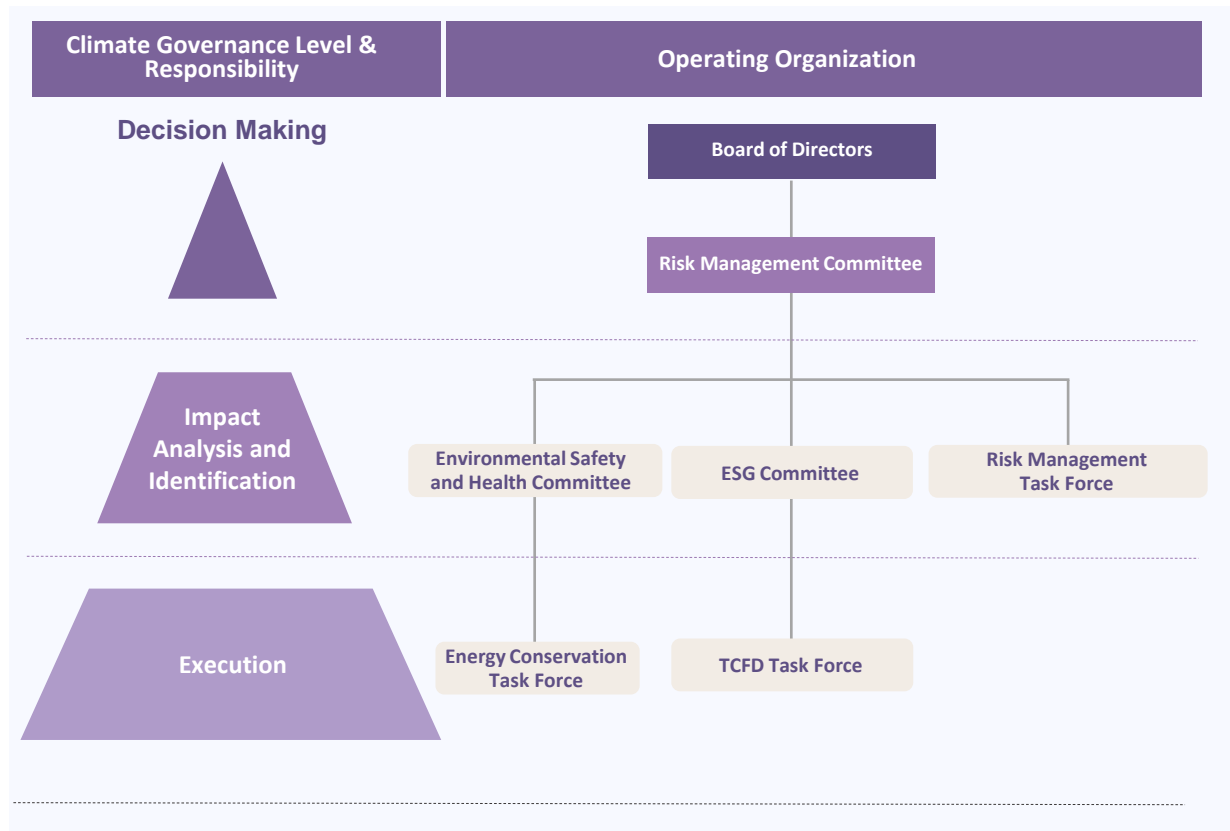 Climate Governance Level &
Responsibility
Operating Organization
Decision Making
Board of Directors
Risk Management Committee
Impact
Analysis and
Identification
Environmental Safety
and Health Committee
ESG Committee
Risk Management
Task Force
Execution
Energy Conservation
Task Force
TCFD Task Force